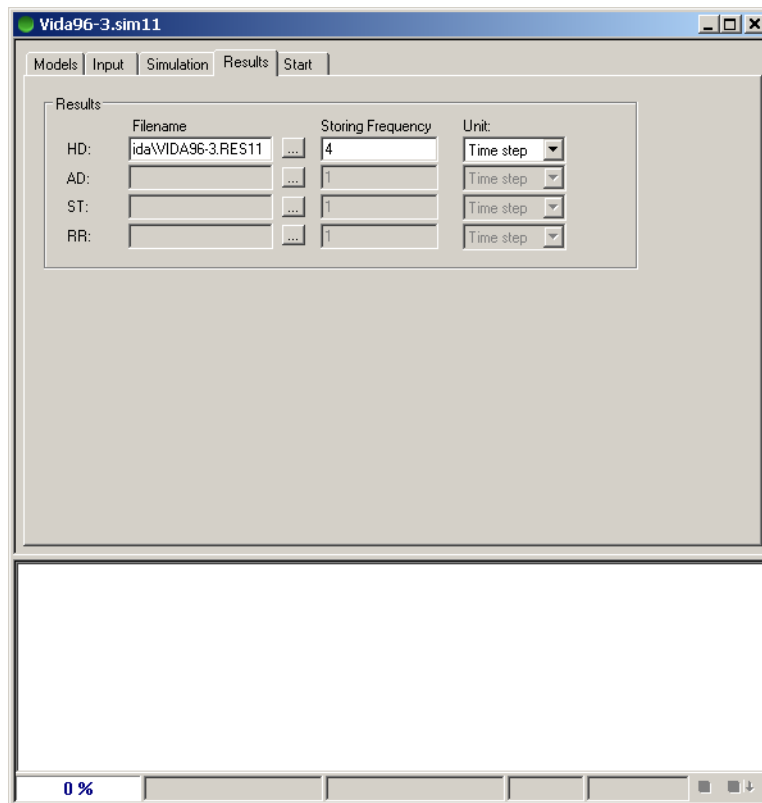 Vida96-3.sim11
Models Input Simulation Results Start
Results
Filename Storing Frequency Unit:
HD: ida\VIDA96-3.RES11 ... 4 Time step
AD: ... 1 Time step
ST: ... 1 Time step
RR: ... 1 Time step
0 %